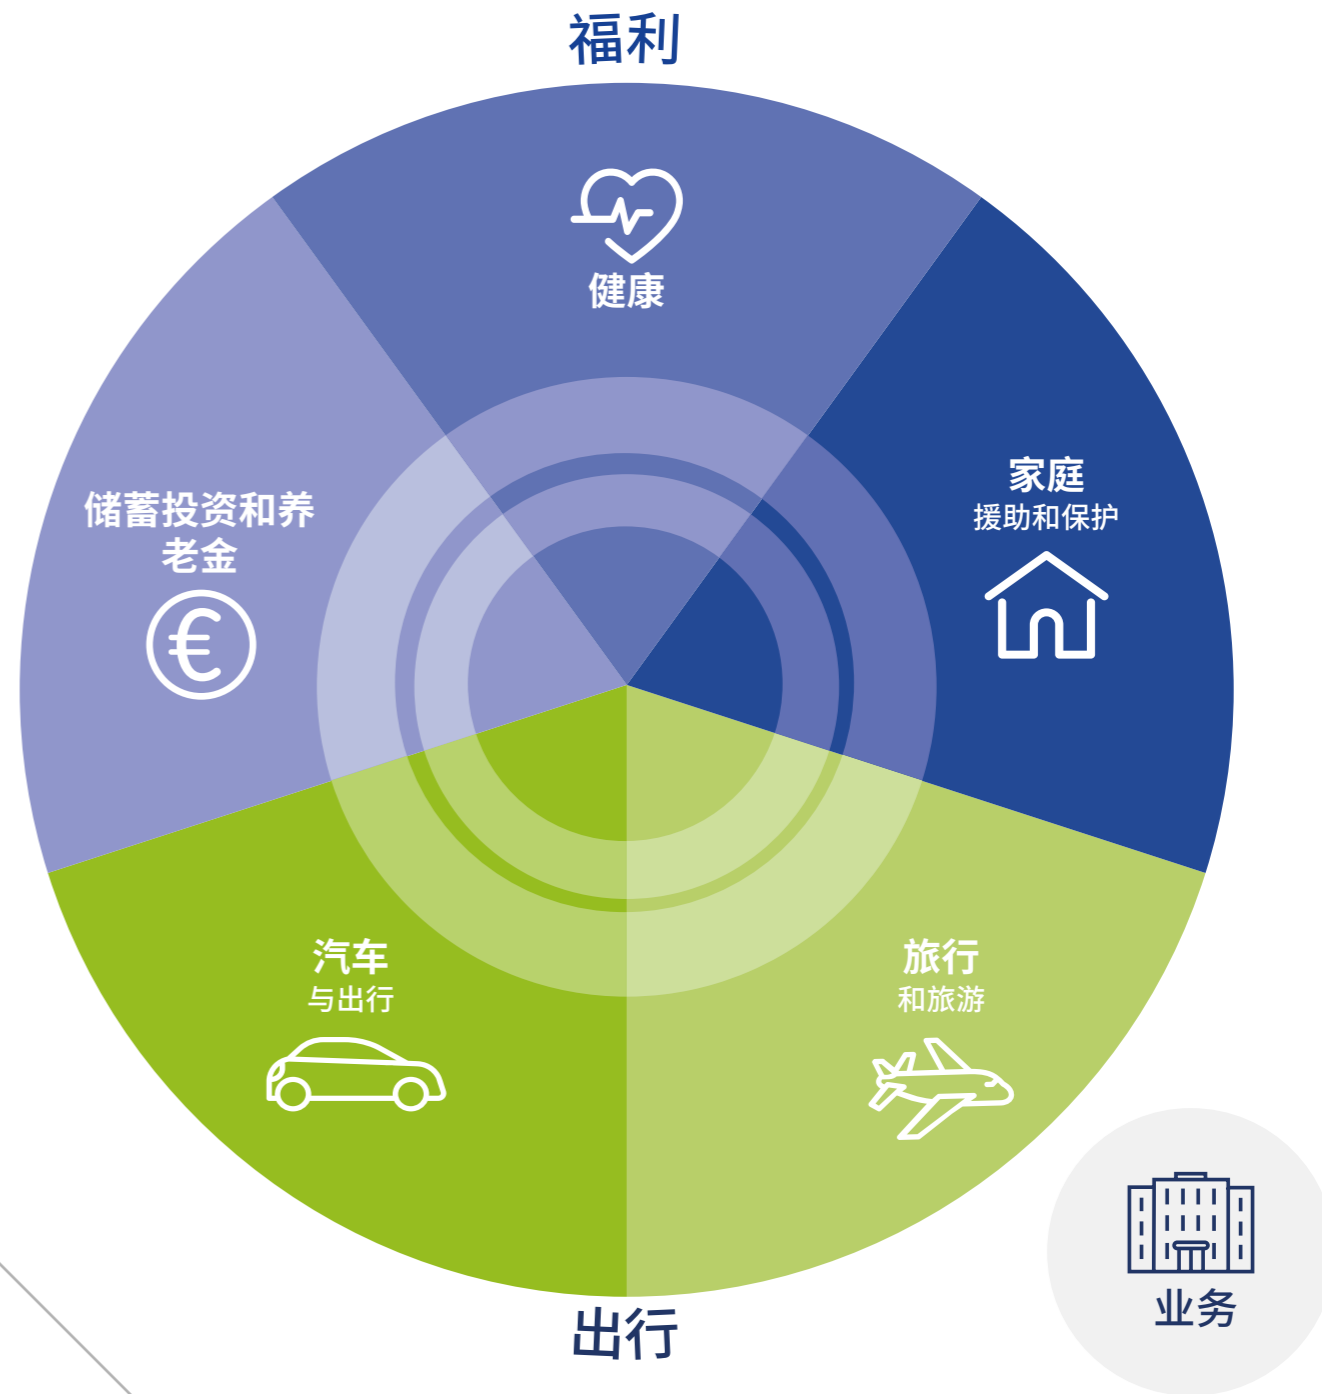 福利
健康
家庭
援助和保护
储蓄投资和养
老金
€
汽车
与出行
旅行
和旅游
业务
出行